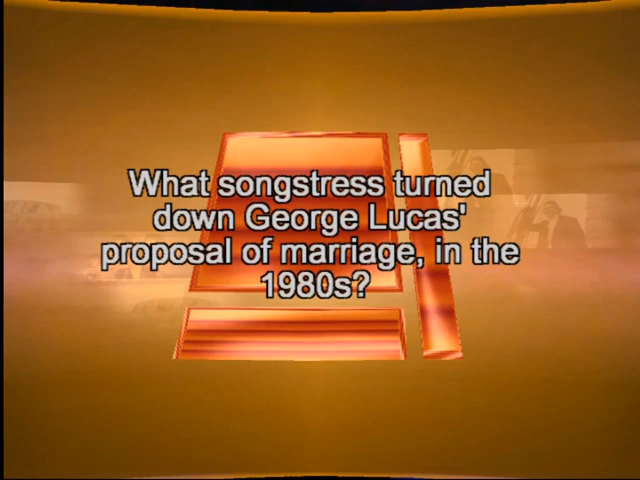 What songstress turned
down George Lucas'
proposal of marriage, in the
1980s?